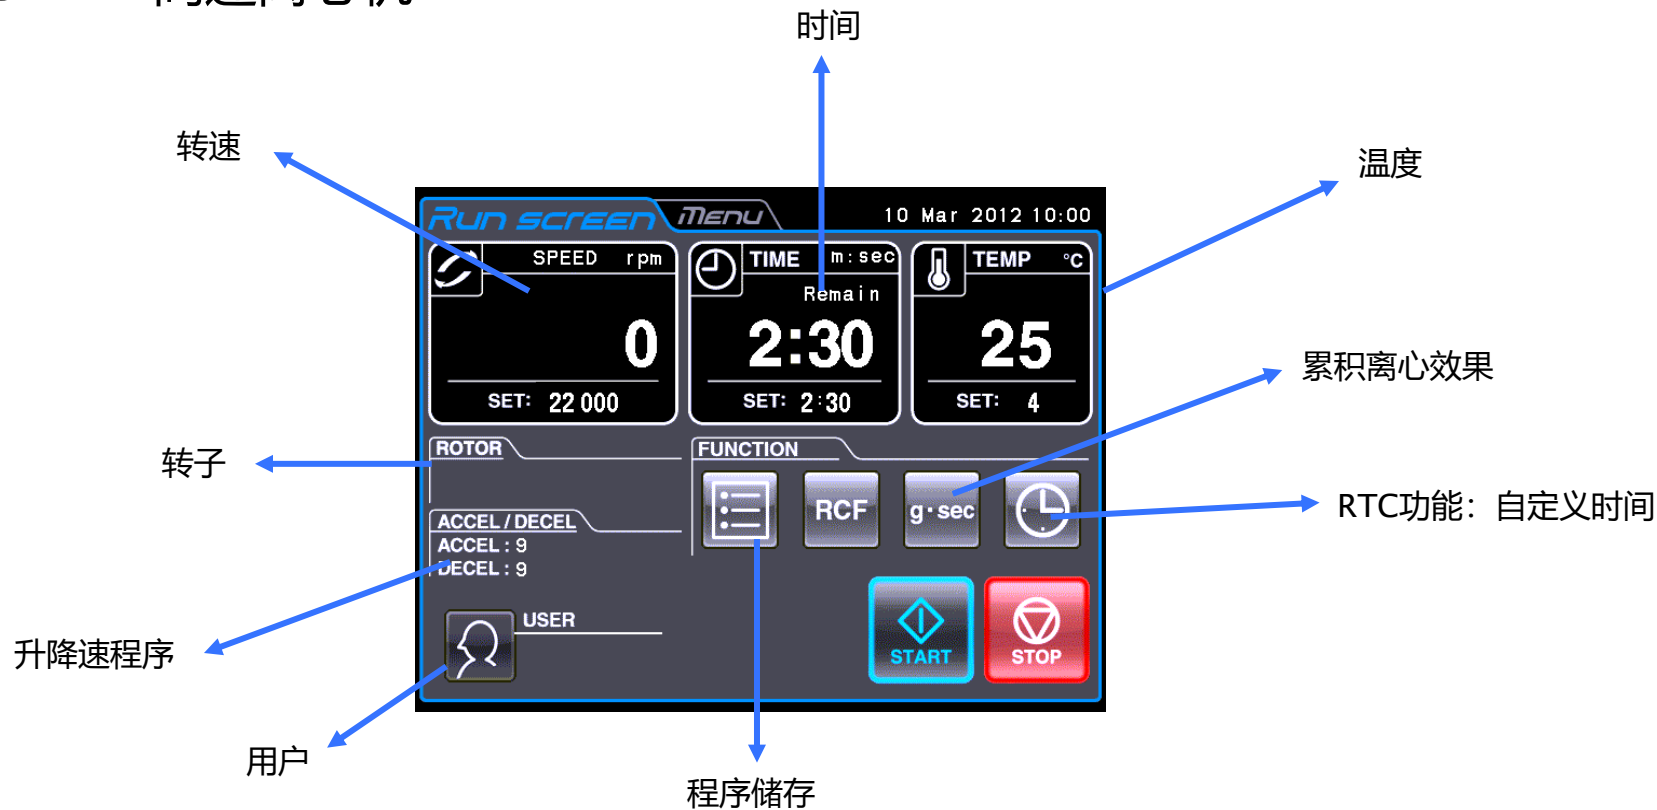 时间
转速
温度
Run screen
Menu
10 Mar 2012 10:00
SPEED rpm
0
SET: 22 000
TIME m:sec
Remain
2:30
SET: 2:30
TEMP °C
25
SET: 4
累积离心效果
ROTOR
转子
FUNCTION
RCF
g·sec
RTC功能：自定义时间
ACCEL / DECEL
ACCEL : 9
DECEL : 9
升降速程序
USER
START
STOP
用户
程序储存